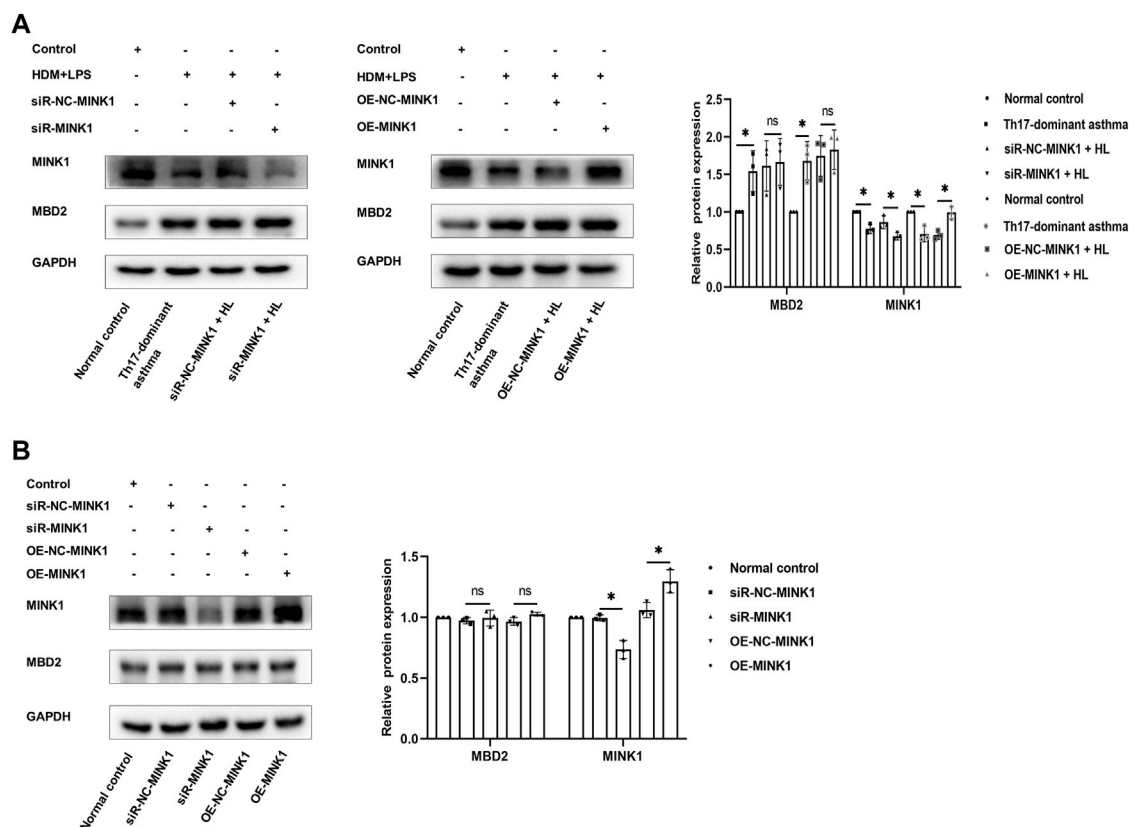 A
Control + - - -
HDM+LPS - + + +
siR-NC-MINK1 - - + -
siR-MINK1 - - - +
MINK1
MBD2
GAPDH
Normal control
Th17-dominant
asthma
siR-NC-MINK1 + HL
siR-MINK1 + HL
Control + - - -
HDM+LPS - + + +
OE-NC-MINK1 - - + -
OE-MINK1 - - - +
MINK1
MBD2
GAPDH
Normal control
Th17-dominant
asthma
OE-NC-MINK1 + HL
OE-MINK1 + HL
Relative protein expression
2.5
2.0
1.5
1.0
0.5
0.0
* ns * ns
* * * *
MBD2 MINK1
Normal control
Th17-dominant asthma
siR-NC-MINK1 + HL
siR-MINK1 + HL
Normal control
Th17-dominant asthma
OE-NC-MINK1 + HL
OE-MINK1 + HL
B
Control + - - - -
siR-NC-MINK1 - + - - -
siR-MINK1 - - + - -
OE-NC-MINK1 - - - + -
OE-MINK1 - - - - +
MINK1
MBD2
GAPDH
Normal control
siR-NC-MINK1
siR-MINK1
OE-NC-MINK1
OE-MINK1
Relative protein expression
1.5
1.0
0.5
0.0
ns ns * *
MBD2 MINK1
Normal control
siR-NC-MINK1
siR-MINK1
OE-NC-MINK1
OE-MINK1